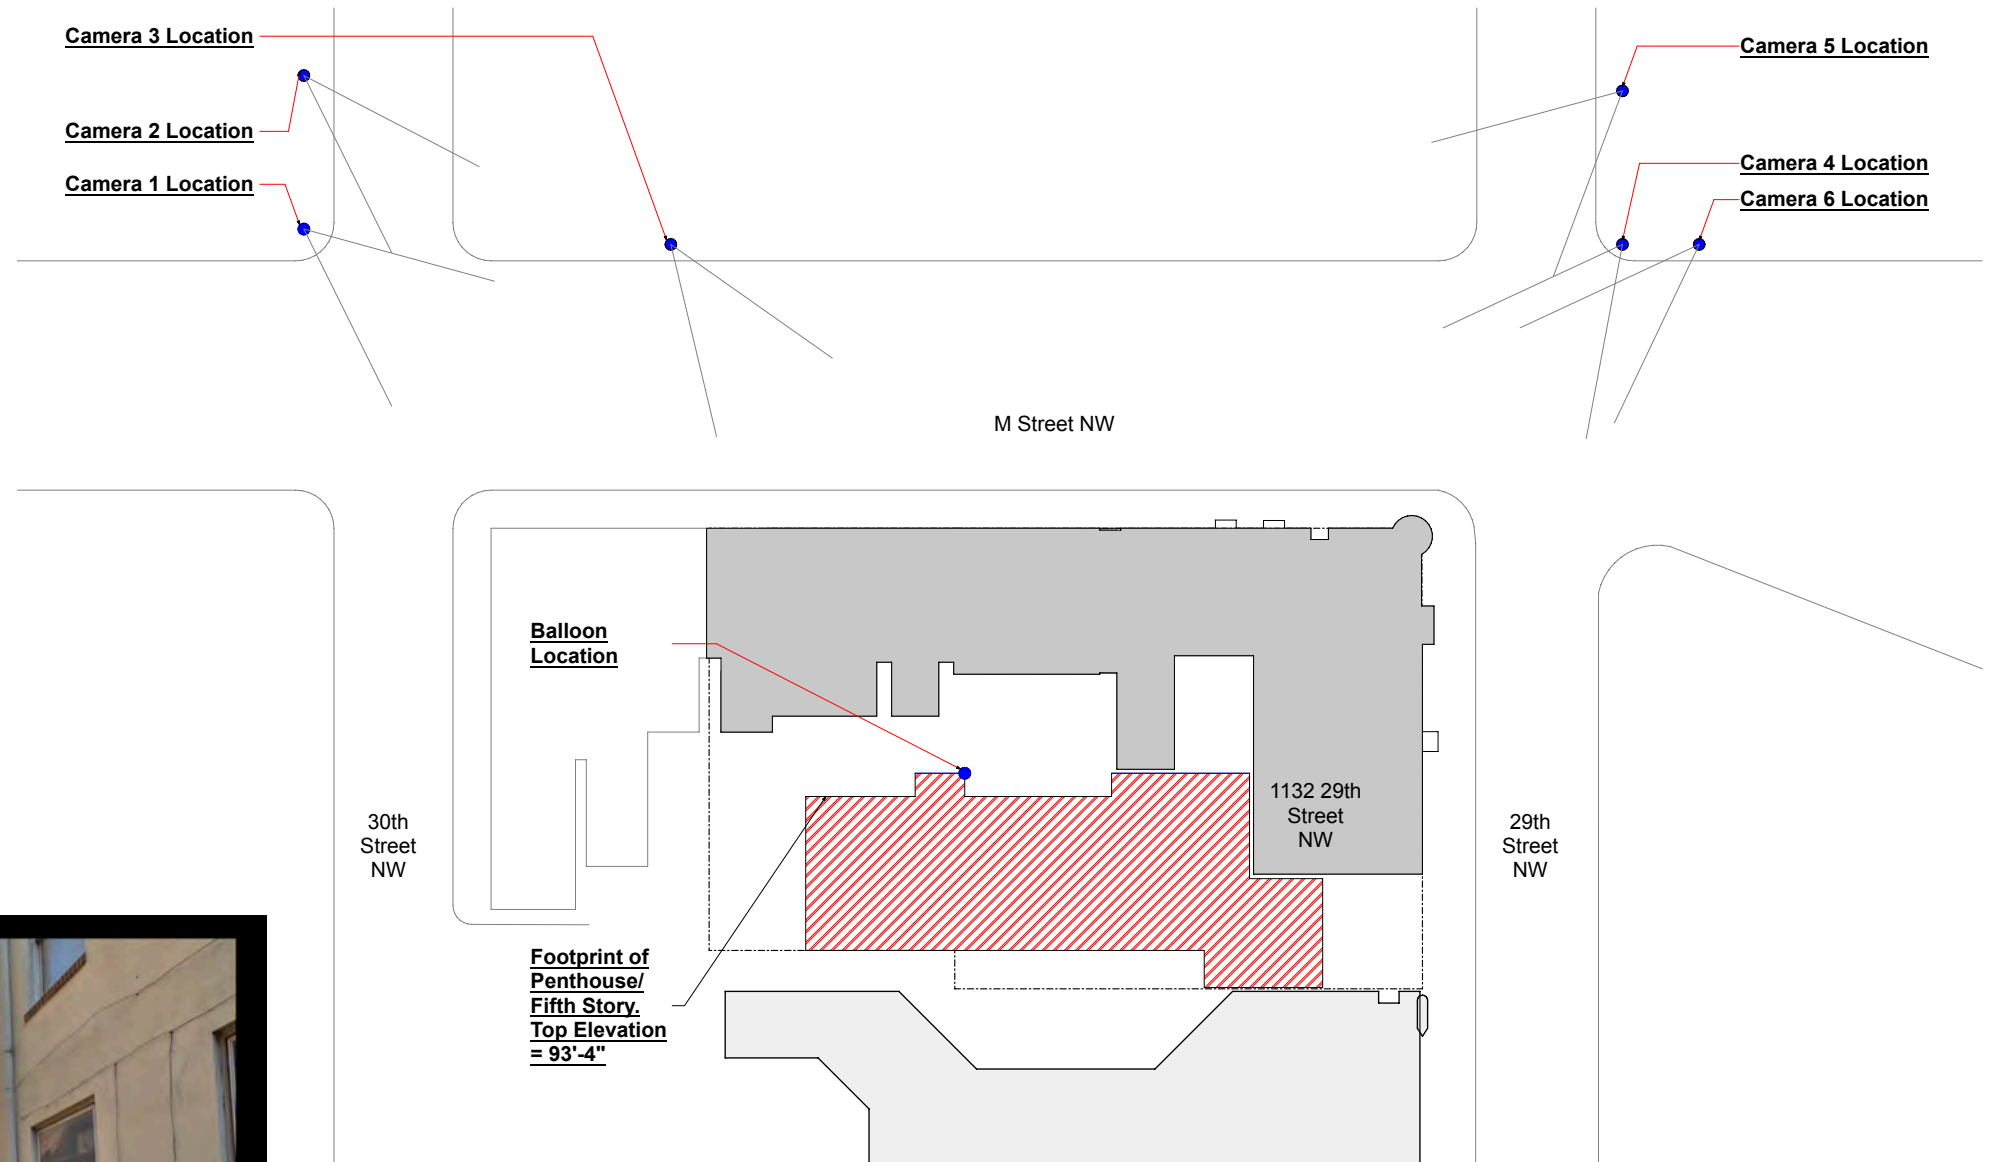 Camera 3 Location
Camera 5 Location
Camera 2 Location
Camera 4 Location
Camera 1 Location
Camera 6 Location
M Street NW
Balloon
Location
1132 29th
Street
NW
30th
Street
NW
29th
Street
NW
Footprint of
Penthouse/
Fifth Story.
Top Elevation
= 93'-4"